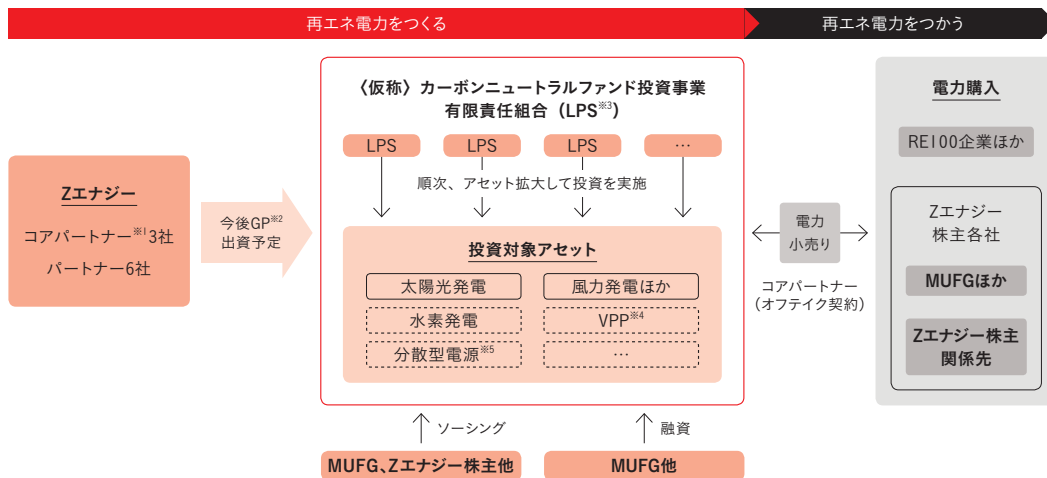 再エネ電力をつくる
再エネ電力をつかう
Zエナジー
コアパートナー※1 3社
パートナー6社
今後GP※2
出資予定
〈仮称〉カーボンニュートラルファンド投資事業
有限責任組合（LPS※3）
LPS
LPS
LPS
…
順次、アセット拡大して投資を実施
投資対象アセット
太陽光発電
風力発電ほか
水素発電
VPP※4
分散型電源※5
…
ソーシング
融資
MUFG、Zエナジー株主他
MUFG他
電力
小売り
コアパートナー
（オフテイク契約）
電力購入
RE100企業ほか
Zエナジー
株主各社
MUFGほか
Zエナジー株主
関係先